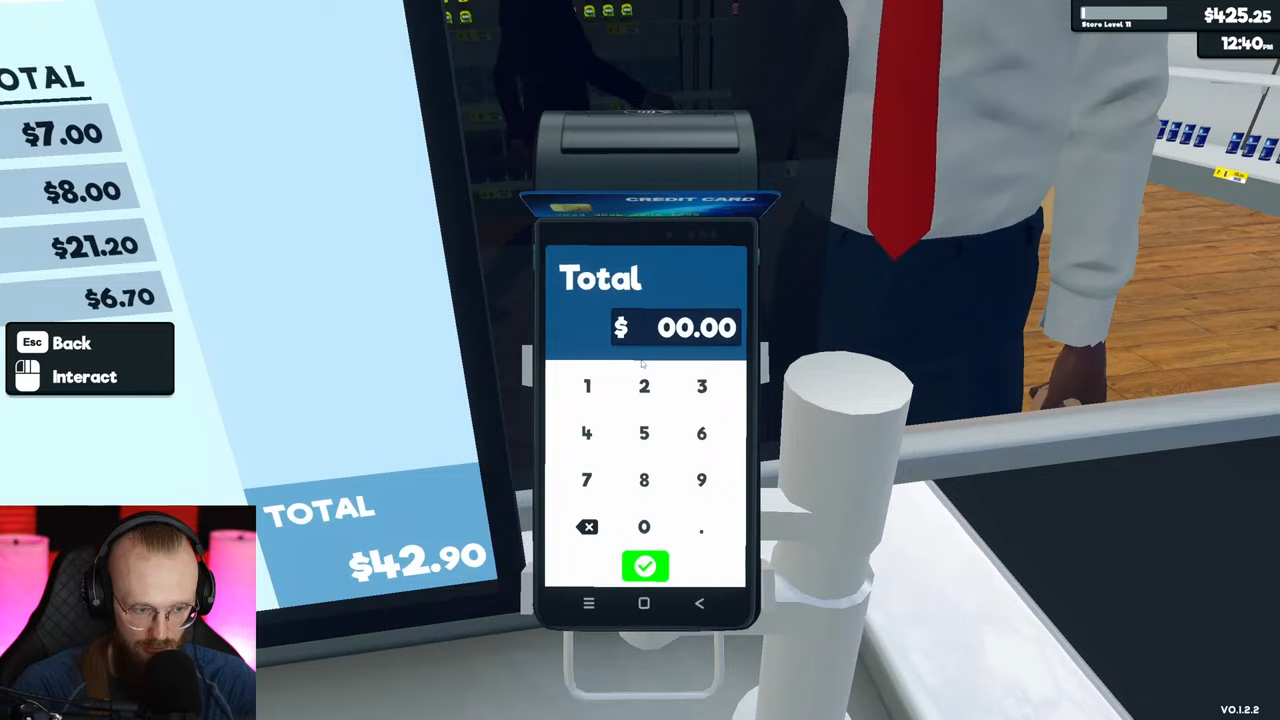 $425.25
Store Level 11
12:40PM
OTAL
$7.00
$8.00
$21.20
$6.70
Esc Back
Interact
TOTAL
$42.90
CREDIT CARD
Total
$ 00.00
1 2 3
4 5 6
7 8 9
0 .
V0.1.2.2